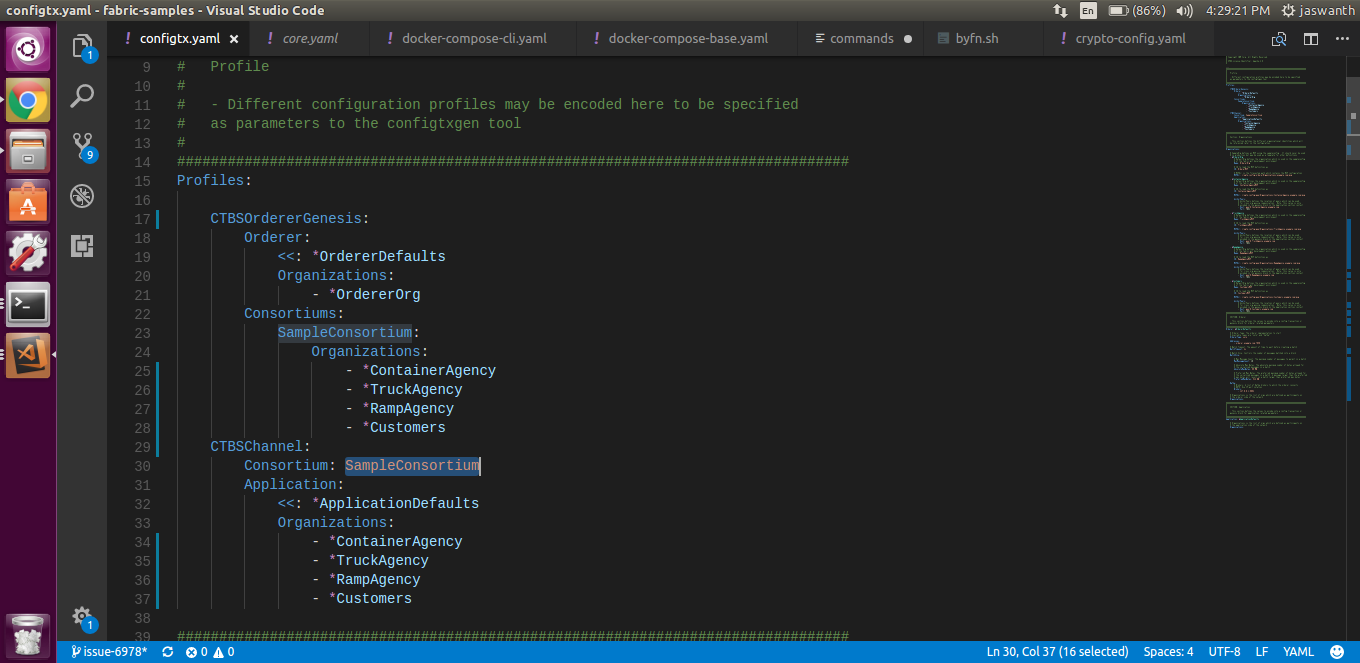 configtx.yaml - fabric-samples - Visual Studio Code
En (86%) 4:29:21 PM jaswanth
configtx.yaml × core.yaml docker-compose-cli.yaml docker-compose-base.yaml commands byfn.sh crypto-config.yaml
9 #   Profile
10 #
11 #   - Different configuration profiles may be encoded here to be specified
12 #   as parameters to the configtxgen tool
13 #
14 ################################################################################
15 Profiles:
16
17     CTBSOrdererGenesis:
18         Orderer:
19             <<: *OrdererDefaults
20             Organizations:
21                 - *OrdererOrg
22         Consortiums:
23             SampleConsortium:
24                 Organizations:
25                     - *ContainerAgency
26                     - *TruckAgency
27                     - *RampAgency
28                     - *Customers
29     CTBSChannel:
30         Consortium: SampleConsortium
31         Application:
32             <<: *ApplicationDefaults
33             Organizations:
34                 - *ContainerAgency
35                 - *TruckAgency
36                 - *RampAgency
37                 - *Customers
38
39 ################################################################################
1
9
1
issue-6978* 0 0 Ln 30, Col 37 (16 selected) Spaces: 4 UTF-8 LF YAML